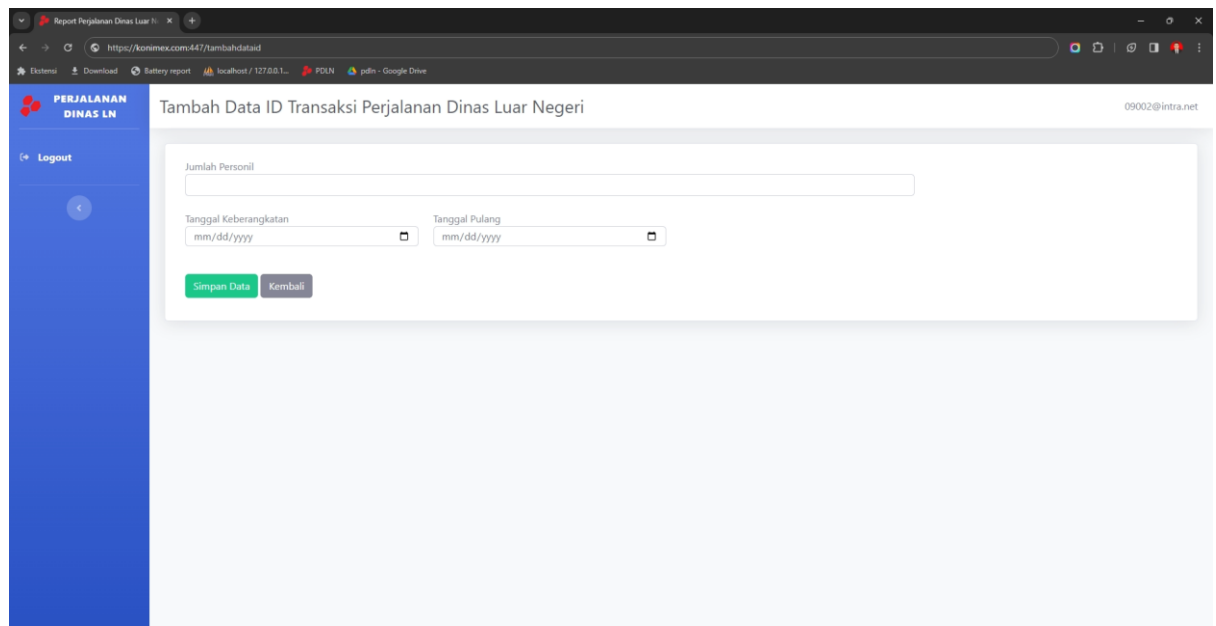 Report Perjalanan Dinas Luar N
https://konimex.com:447/tambahdataid
Ekstensi Download Battery report localhost / 127.0.0.1... PDLN pdln - Google Drive
PERJALANAN
DINAS LN
Tambah Data ID Transaksi Perjalanan Dinas Luar Negeri
09002@intra.net
Logout
Jumlah Personil
Tanggal Keberangkatan Tanggal Pulang
mm/dd/yyyy mm/dd/yyyy
Simpan Data Kembali